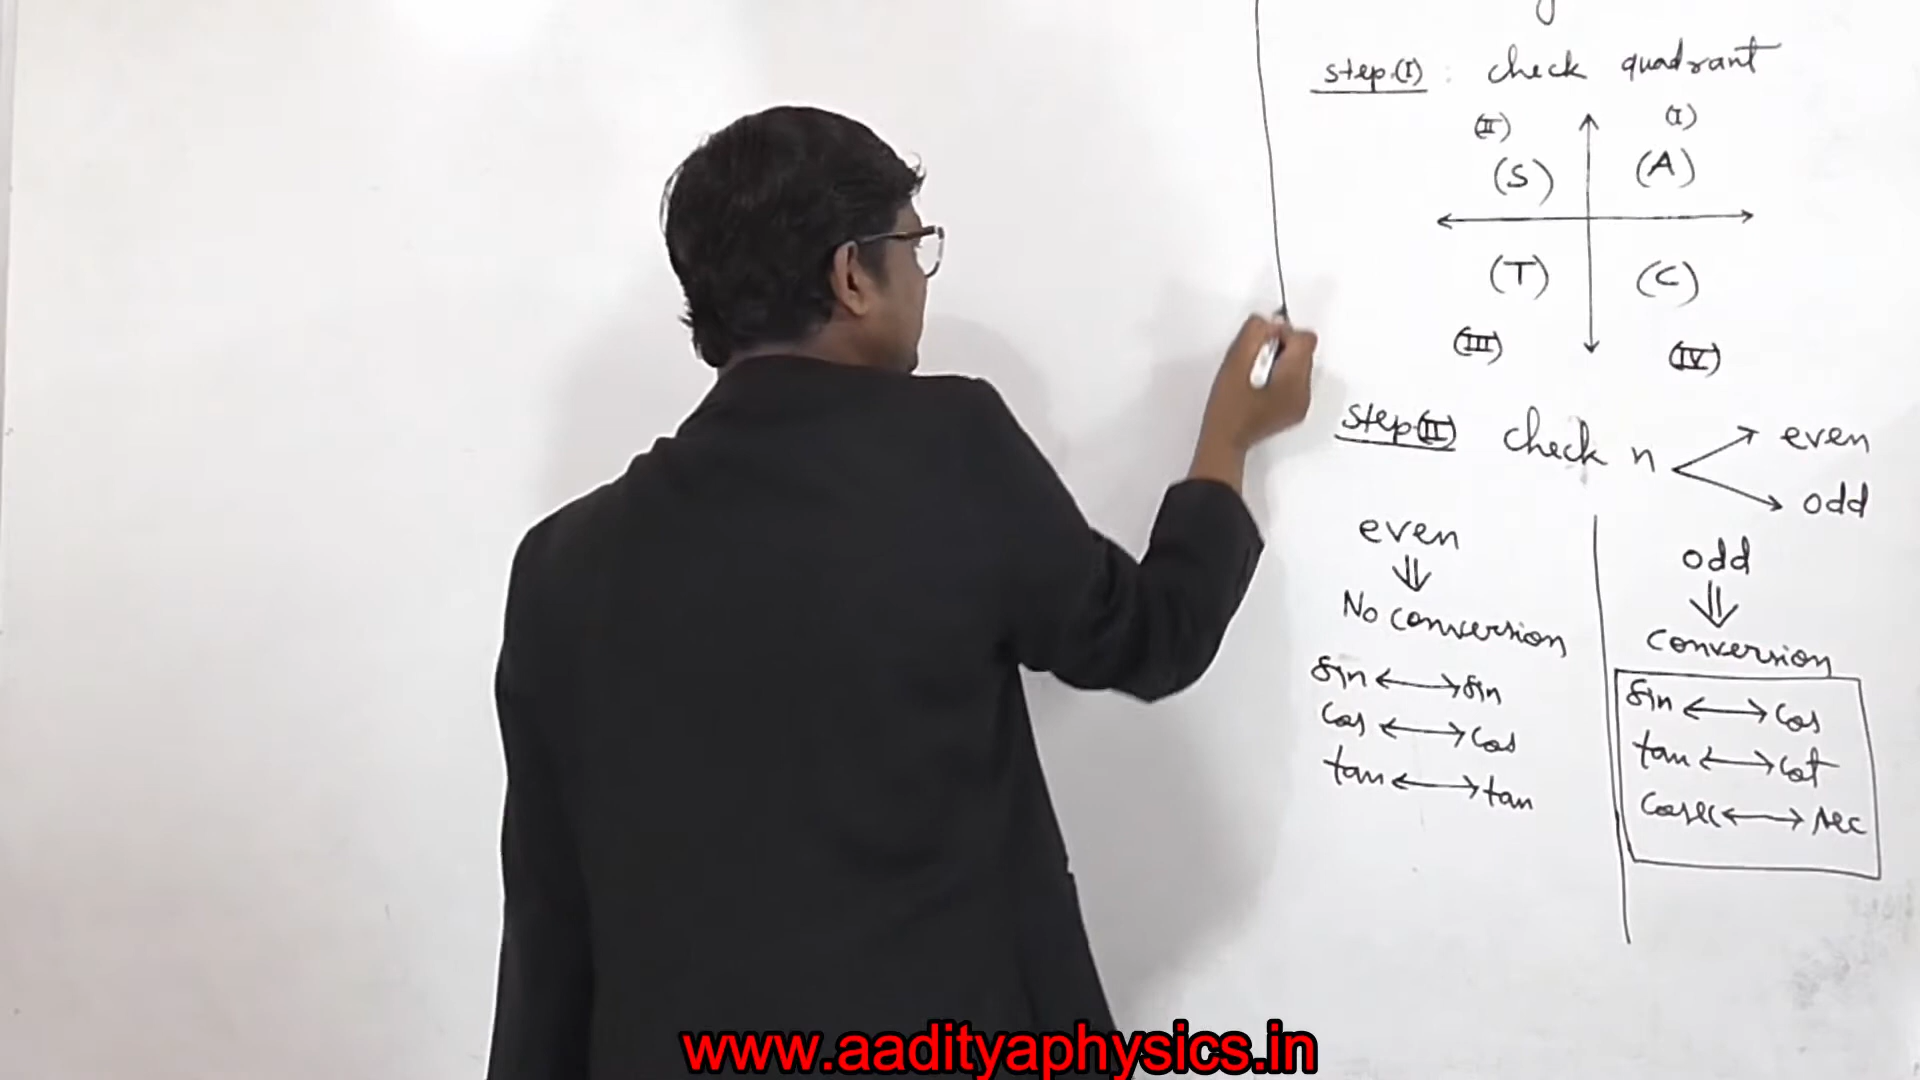 Step.(I) : check quadrant
(II) (I)
(S) (A)
(T) (C)
(III) (IV)
Step(II) check n even
odd
even
No conversion
sin ⟷ sin
cos ⟷ cos
tan ⟷ tan
odd
conversion
sin ⟷ cos
tan ⟷ cot
cosec ⟷ sec
www.aadityaphysics.in